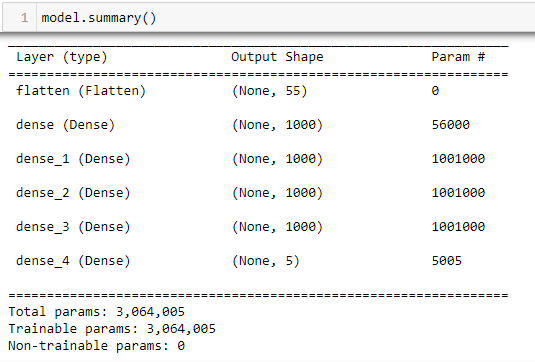 1 model.summary()
Layer (type) Output Shape Param #
=================================================================
flatten (Flatten) (None, 55) 0
dense (Dense) (None, 1000) 56000
dense_1 (Dense) (None, 1000) 1001000
dense_2 (Dense) (None, 1000) 1001000
dense_3 (Dense) (None, 1000) 1001000
dense_4 (Dense) (None, 5) 5005
=================================================================
Total params: 3,064,005
Trainable params: 3,064,005
Non-trainable params: 0